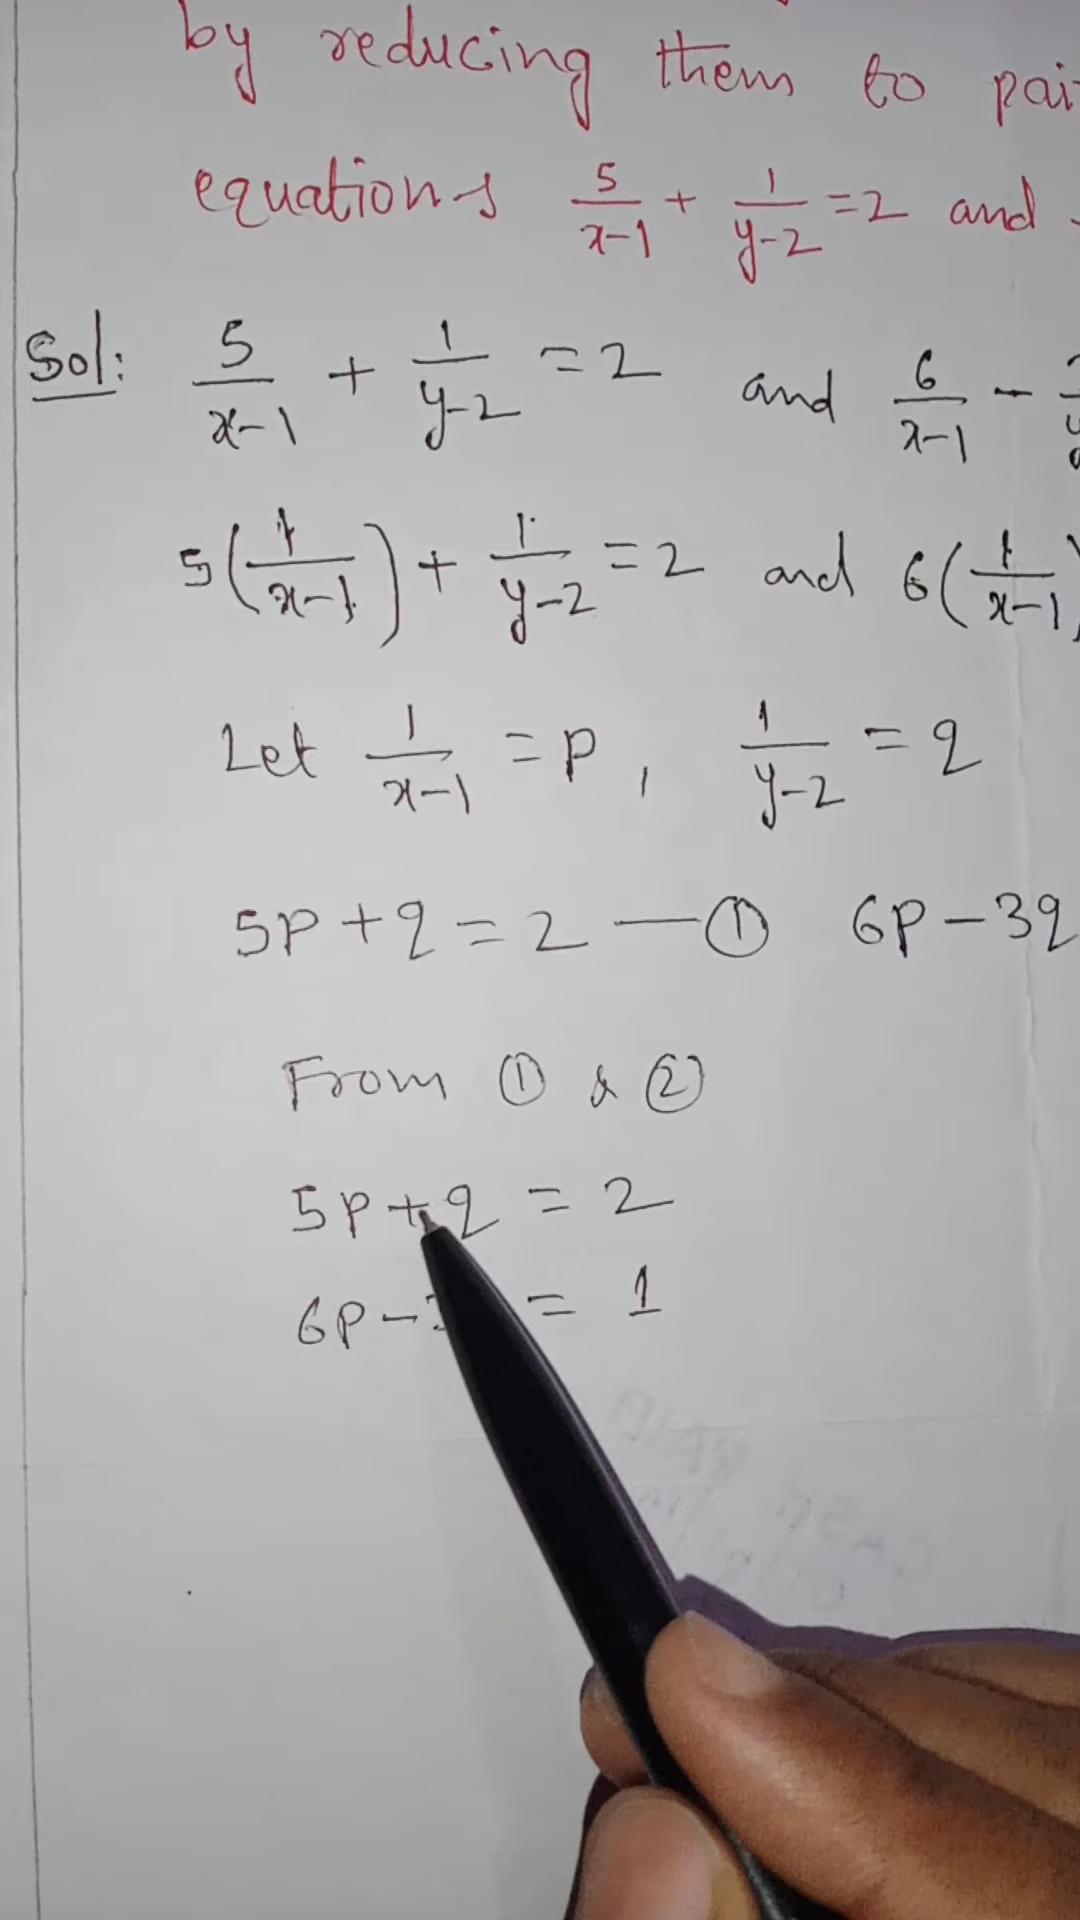 by reducing them to pai
equations 5/(x-1) + 1/(y-2) = 2 and
Sol: 5/(x-1) + 1/(y-2) = 2 and 6/(x-1) -
5(1/(x-1)) + 1/(y-2) = 2 and 6(1/(x-1))
Let 1/(x-1) = P, 1/(y-2) = q
5P + q = 2 — ① 6P - 3q
From ① & ②
5P + q = 2
6P - = 1